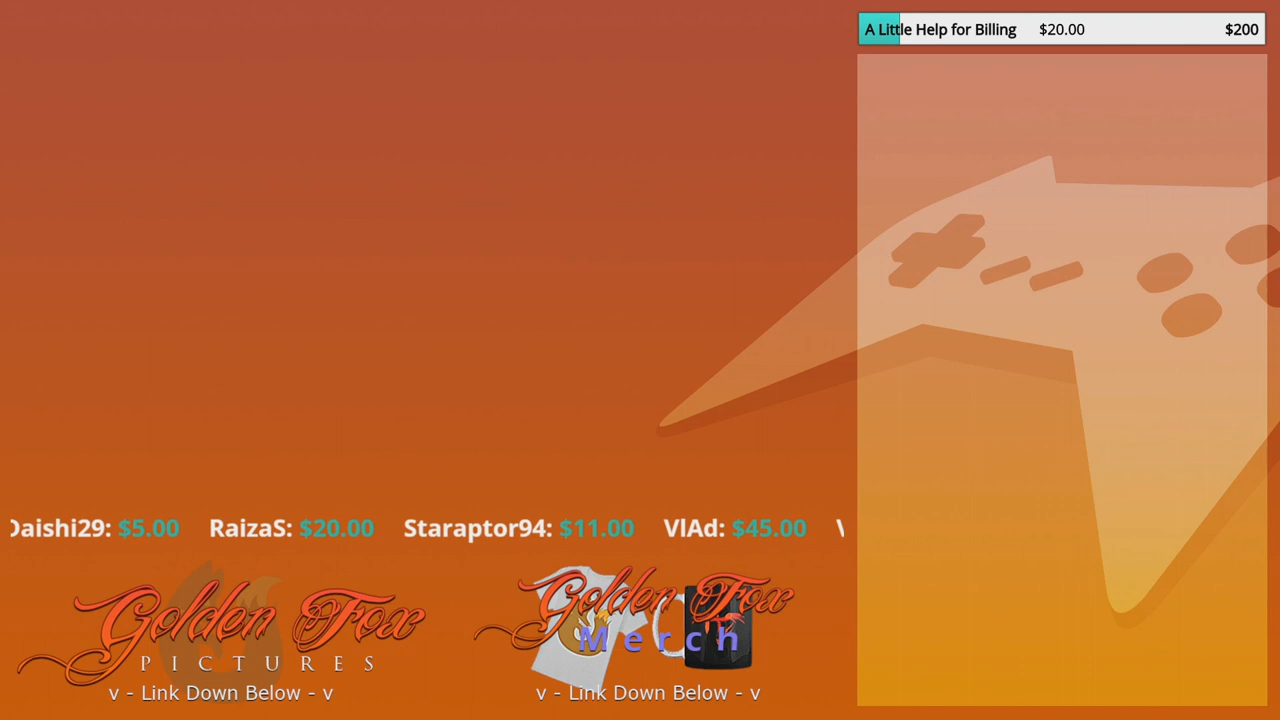 A Little Help for Billing $20.00 $200
Daishi29: $5.00 RaizaS: $20.00 Staraptor94: $11.00 VlAd: $45.00
Golden Fox
PICTURES
v - Link Down Below - v
Golden Fox
Merch
v - Link Down Below - v